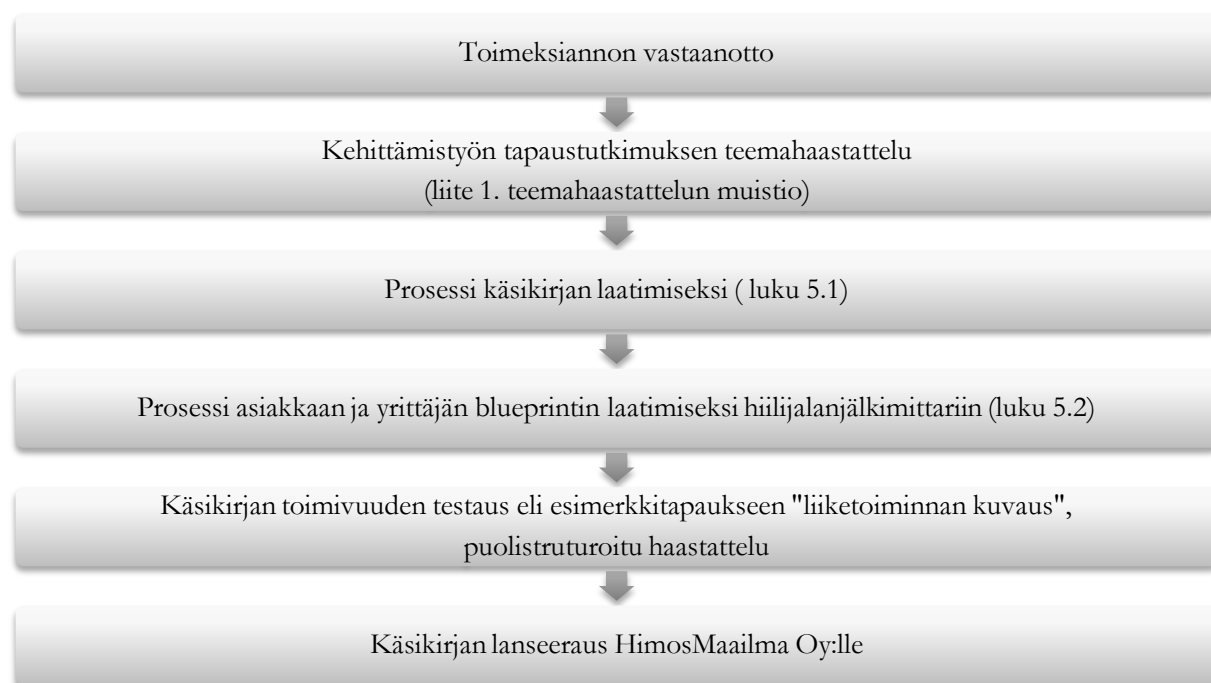 Toimeksiannon vastaanotto
Kehittämistyön tapaustutkimuksen teemahaastattelu
(liite 1. teemahaastattelun muistio)
Prosessi käsikirjan laatimiseksi ( luku 5.1)
Prosessi asiakkaan ja yrittäjän blueprintin laatimiseksi hiilijalanjälkimittariin (luku 5.2)
Käsikirjan toimivuuden testaus eli esimerkkitapaukseen "liiketoiminnan kuvaus",
puolistruturoitu haastattelu
Käsikirjan lanseeraus HimosMaailma Oy:lle